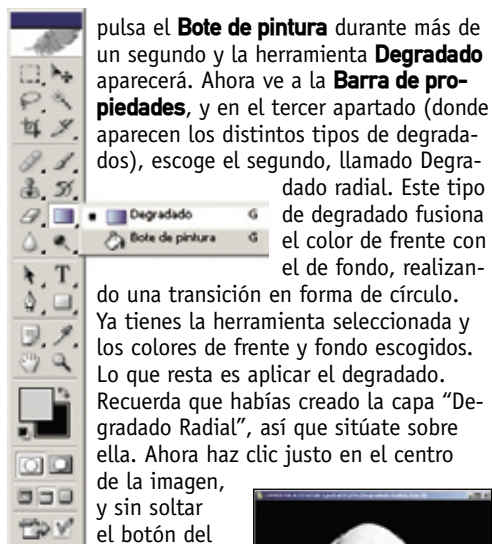 pulsa el Bote de pintura durante más de
un segundo y la herramienta Degradado
aparecerá. Ahora ve a la Barra de pro-
piedades, y en el tercer apartado (donde
aparecen los distintos tipos de degrada-
dos), escoge el segundo, llamado Degra-
dado radial. Este tipo
de degradado fusiona
el color de frente con
el de fondo, realizan-
Degradado G
Bote de pintura G
do una transición en forma de círculo.
Ya tienes la herramienta seleccionada y
los colores de frente y fondo escogidos.
Lo que resta es aplicar el degradado.
Recuerda que habías creado la capa “De-
gradado Radial”, así que sitúate sobre
ella. Ahora haz clic justo en el centro
de la imagen,
y sin soltar
el botón del